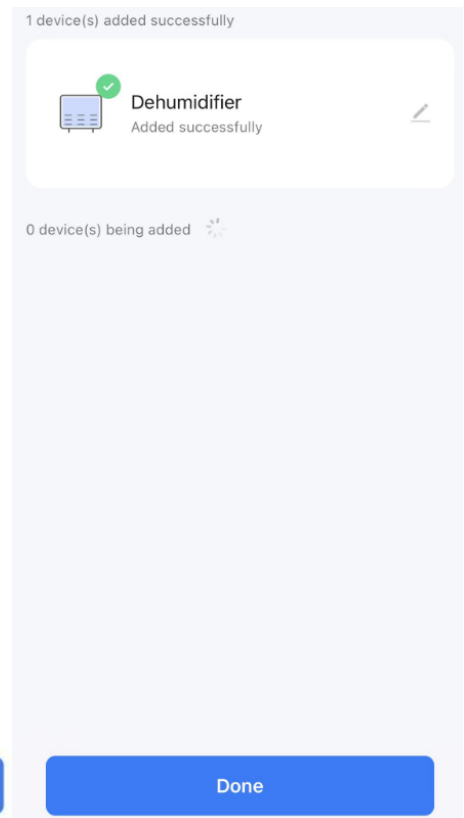 1 device(s) added successfully
Dehumidifier
Added successfully
0 device(s) being added
Done